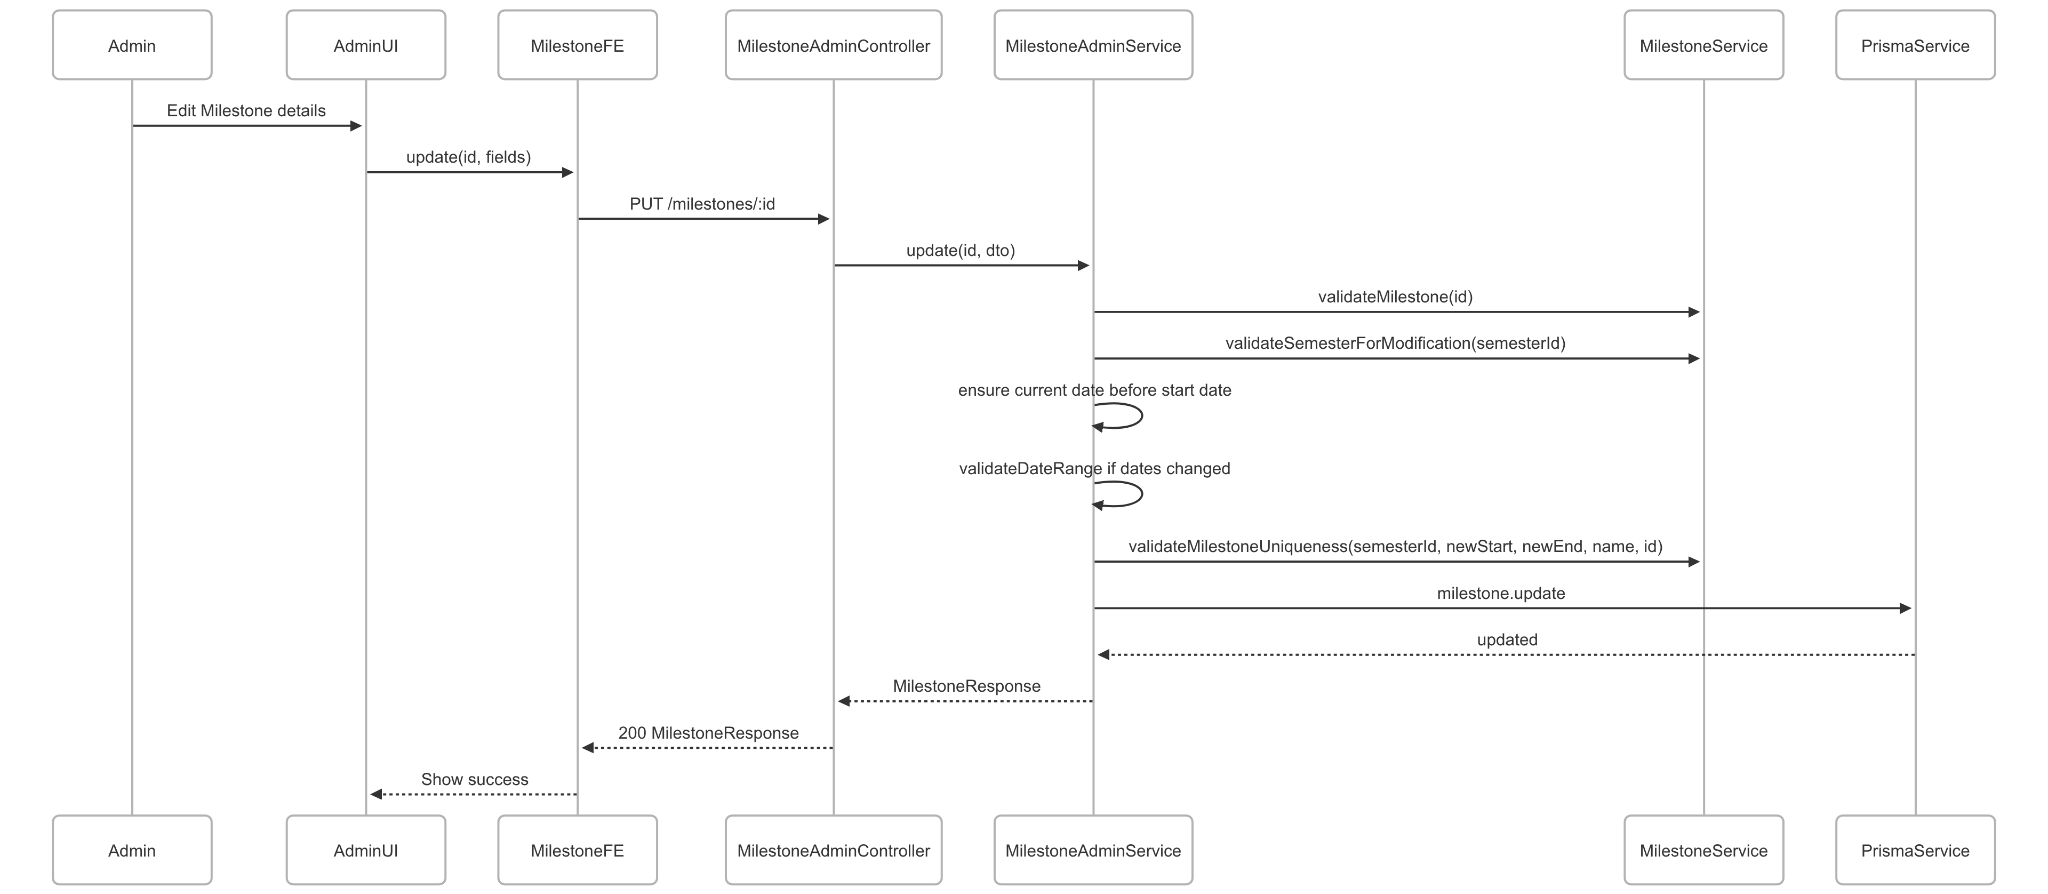 Admin
AdminUI
MilestoneFE
MilestoneAdminController
MilestoneAdminService
MilestoneService
PrismaService
Edit Milestone details
update(id, fields)
PUT /milestones/:id
update(id, dto)
validateMilestone(id)
validateSemesterForModification(semesterId)
ensure current date before start date
validateDateRange if dates changed
validateMilestoneUniqueness(semesterId, newStart, newEnd, name, id)
milestone.update
updated
MilestoneResponse
200 MilestoneResponse
Show success
Admin
AdminUI
MilestoneFE
MilestoneAdminController
MilestoneAdminService
MilestoneService
PrismaService